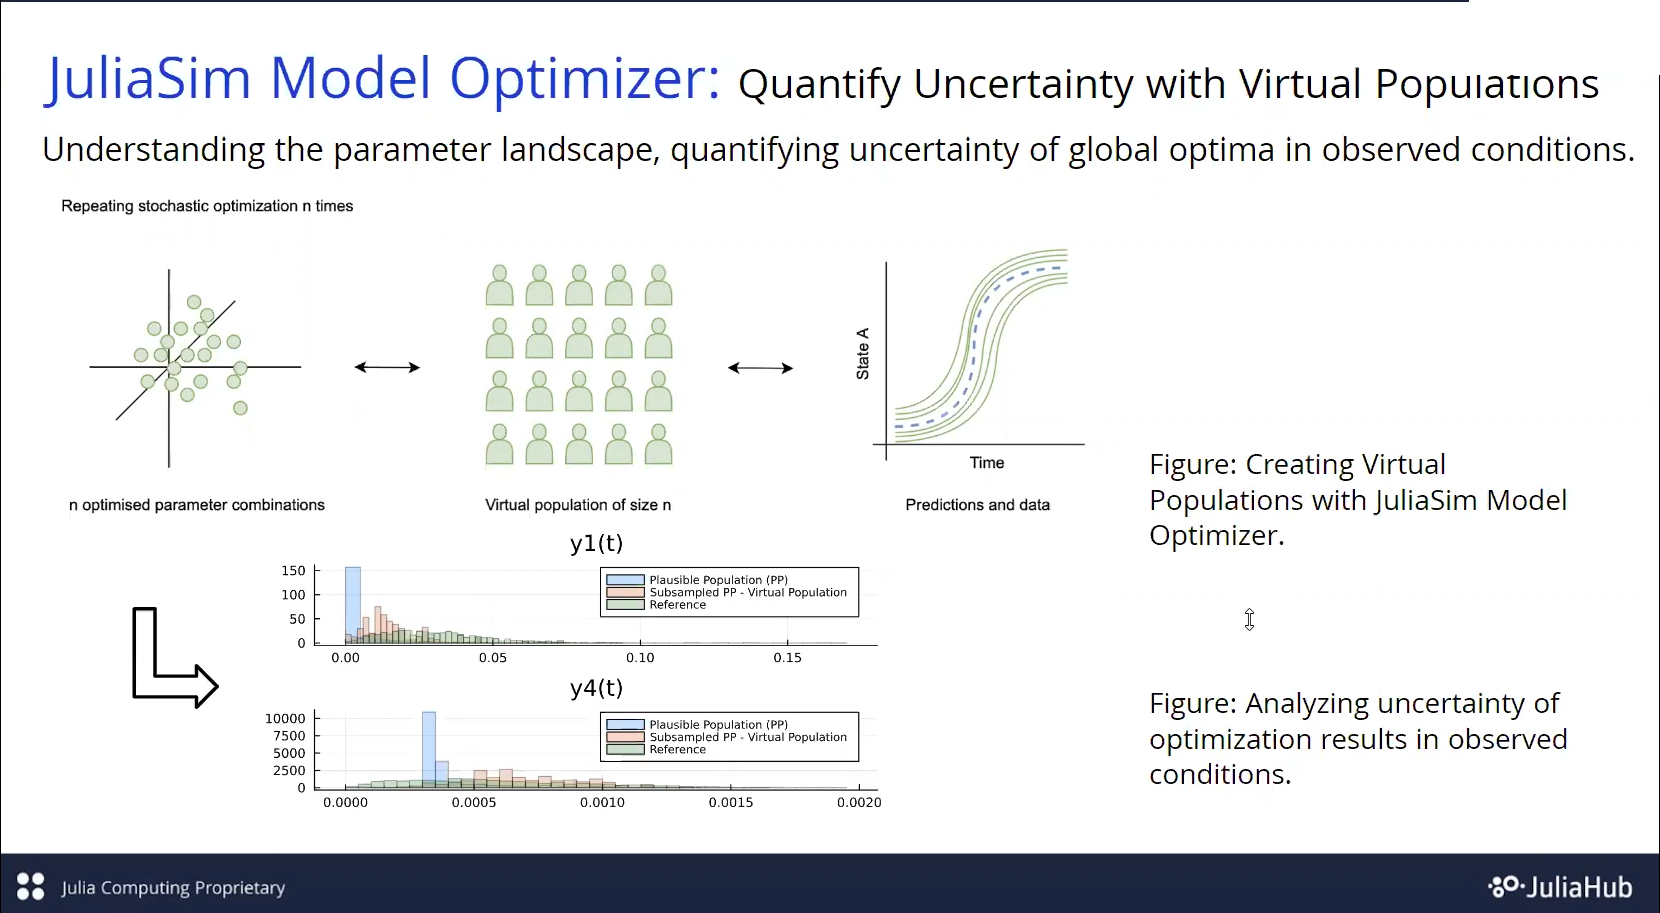 JuliaSim Model Optimizer: Quantify Uncertainty with Virtual Populations
Understanding the parameter landscape, quantifying uncertainty of global optima in observed conditions.
Repeating stochastic optimization n times
State A
Time
n optimised parameter combinations
Virtual population of size n
Predictions and data
Figure: Creating Virtual
Populations with JuliaSim Model
Optimizer.
y1(t)
150
100
50
0
Plausible Population (PP)
Subsampled PP - Virtual Population
Reference
0.00 0.05 0.10 0.15
y4(t)
10000
7500
5000
2500
0
Plausible Population (PP)
Subsampled PP - Virtual Population
Reference
0.0000 0.0005 0.0010 0.0015 0.0020
Figure: Analyzing uncertainty of
optimization results in observed
conditions.
Julia Computing Proprietary
JuliaHub